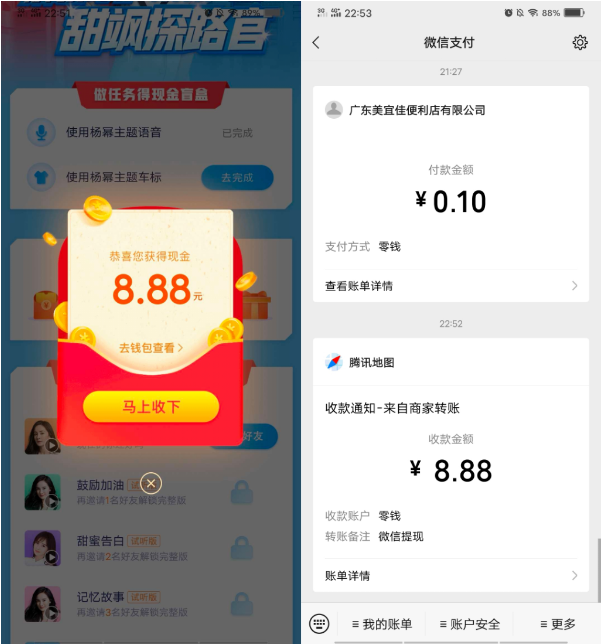 22:51
89%
甜飒探路官
做任务得现金盲盒
使用杨幂主题语音
已完成
使用杨幂主题车标
去完成
恭喜您获得现金
8.88元
去钱包查看>
马上收下
好友
鼓励加油 试听版
再邀请1名好友解锁完整版
甜蜜告白 试听版
再邀请2名好友解锁完整版
记忆故事 试听版
再邀请3名好友解锁完整版
3G 4G 22:53
88%
微信支付
21:27
广东美宜佳便利店有限公司
付款金额
¥0.10
支付方式 零钱
查看账单详情
22:52
腾讯地图
收款通知-来自商家转账
收款金额
¥ 8.88
收款账户 零钱
转账备注 微信提现
账单详情
≡ 我的账单
≡ 账户安全
≡ 更多